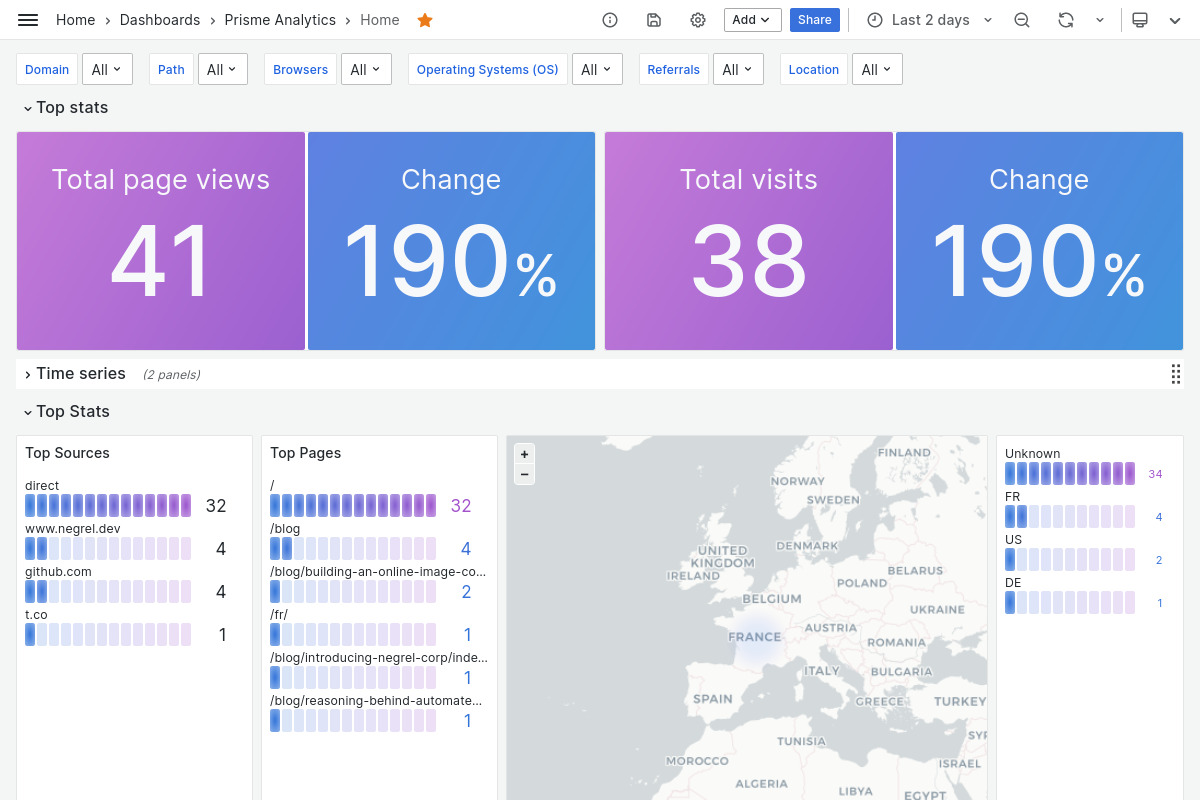 Home > Dashboards > Prisme Analytics > Home
Add
Share
Last 2 days
Domain
All
Path
All
Browsers
All
Operating Systems (OS)
All
Referrals
All
Location
All
Top stats
Total page views
41
Change
190%
Total visits
38
Change
190%
Time series (2 panels)
Top Stats
Top Sources
direct
32
www.negrel.dev
4
github.com
4
t.co
1
Top Pages
/
32
/blog
4
/blog/building-an-online-image-co...
2
/fr/
1
/blog/introducing-negrel-corp/inde...
1
/blog/reasoning-behind-automate...
1
+
−
FINLAND
NORWAY
SWEDEN
DENMARK
UNITED
KINGDOM
IRELAND
BELARUS
POLAND
BELGIUM
UKRAINE
AUSTRIA
FRANCE
ROMANIA
ITALY
BULGARIA
SPAIN
GREECE
TURKEY
SYR
TUNISIA
MOROCCO
ISRAEL
ALGERIA
LIBYA
EGYPT
Unknown
34
FR
4
US
2
DE
1